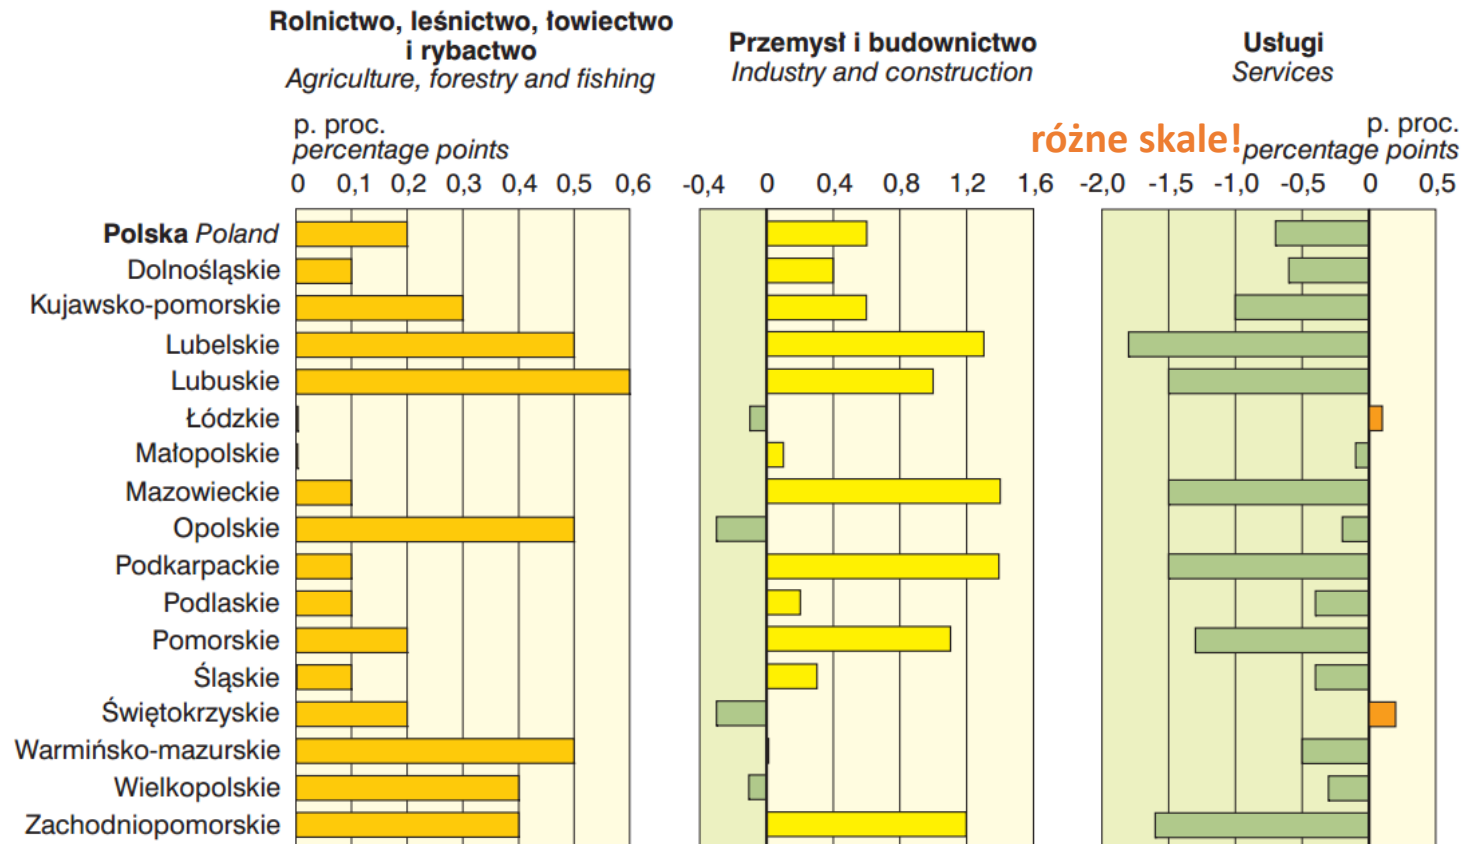 Rolnictwo, leśnictwo, łowiectwo
i rybactwo
Agriculture, forestry and fishing
Przemysł i budownictwo
Industry and construction
Usługi
Services
p. proc.
percentage points
różne skale!
p. proc.
percentage points
0 0,1 0,2 0,3 0,4 0,5 0,6
-0,4 0 0,4 0,8 1,2 1,6
-2,0 -1,5 -1,0 -0,5 0 0,5
Polska Poland
Dolnośląskie
Kujawsko-pomorskie
Lubelskie
Lubuskie
Łódzkie
Małopolskie
Mazowieckie
Opolskie
Podkarpackie
Podlaskie
Pomorskie
Śląskie
Świętokrzyskie
Warmińsko-mazurskie
Wielkopolskie
Zachodniopomorskie